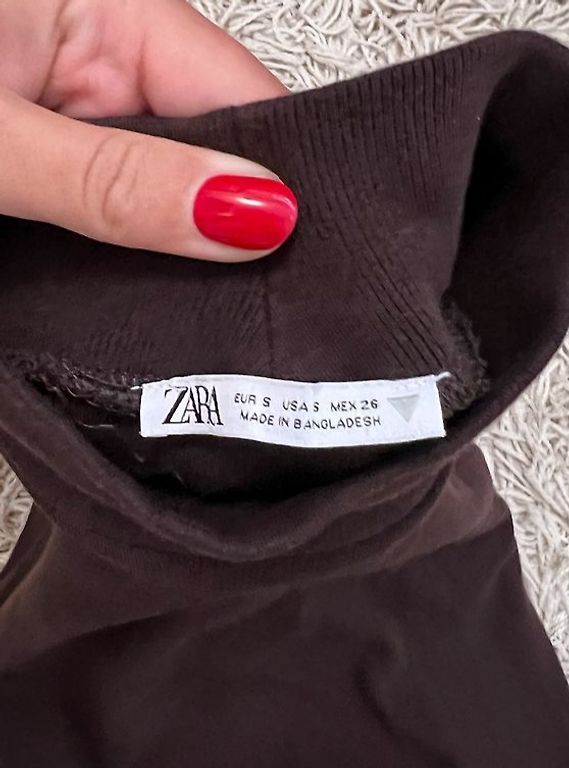 ZARA
EUR S USA S MEX 26
MADE IN BANGLADESH